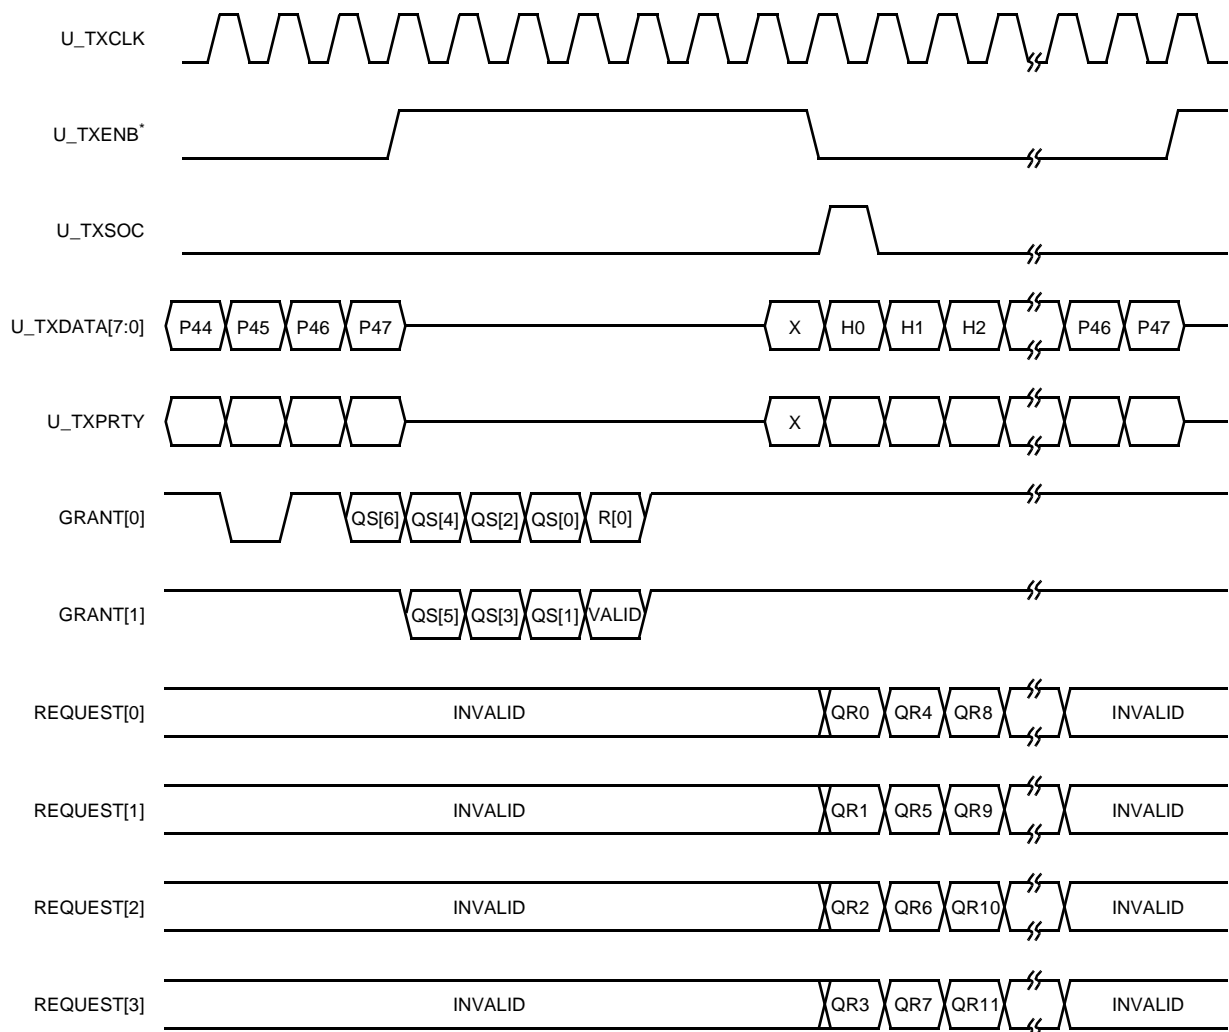 U_TXCLK
U_TXENB*
U_TXSOC
U_TXDATA[7:0] P44 P45 P46 P47 X H0 H1 H2 P46 P47
U_TXPRTY X
GRANT[0] QS[6] QS[4] QS[2] QS[0] R[0]
GRANT[1] QS[5] QS[3] QS[1] VALID
REQUEST[0] INVALID QR0 QR4 QR8 INVALID
REQUEST[1] INVALID QR1 QR5 QR9 INVALID
REQUEST[2] INVALID QR2 QR6 QR10 INVALID
REQUEST[3] INVALID QR3 QR7 QR11 INVALID